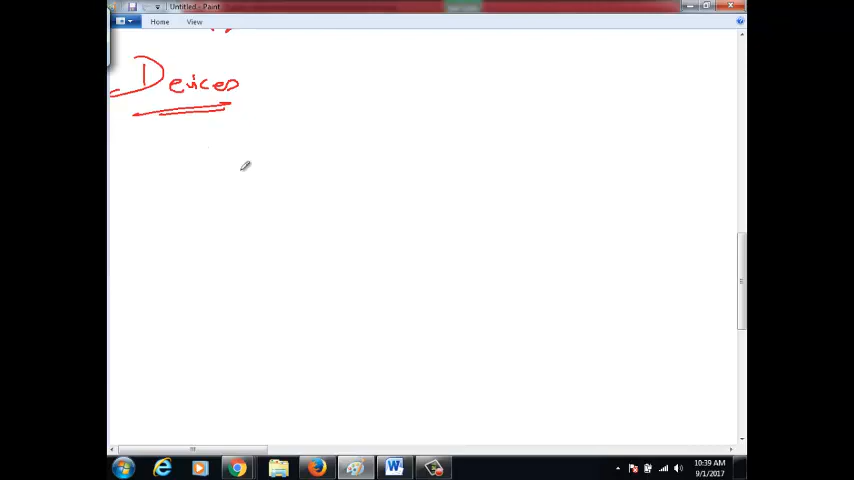 Untitled - Paint
Home View
Devices
10:39 AM
9/1/2017